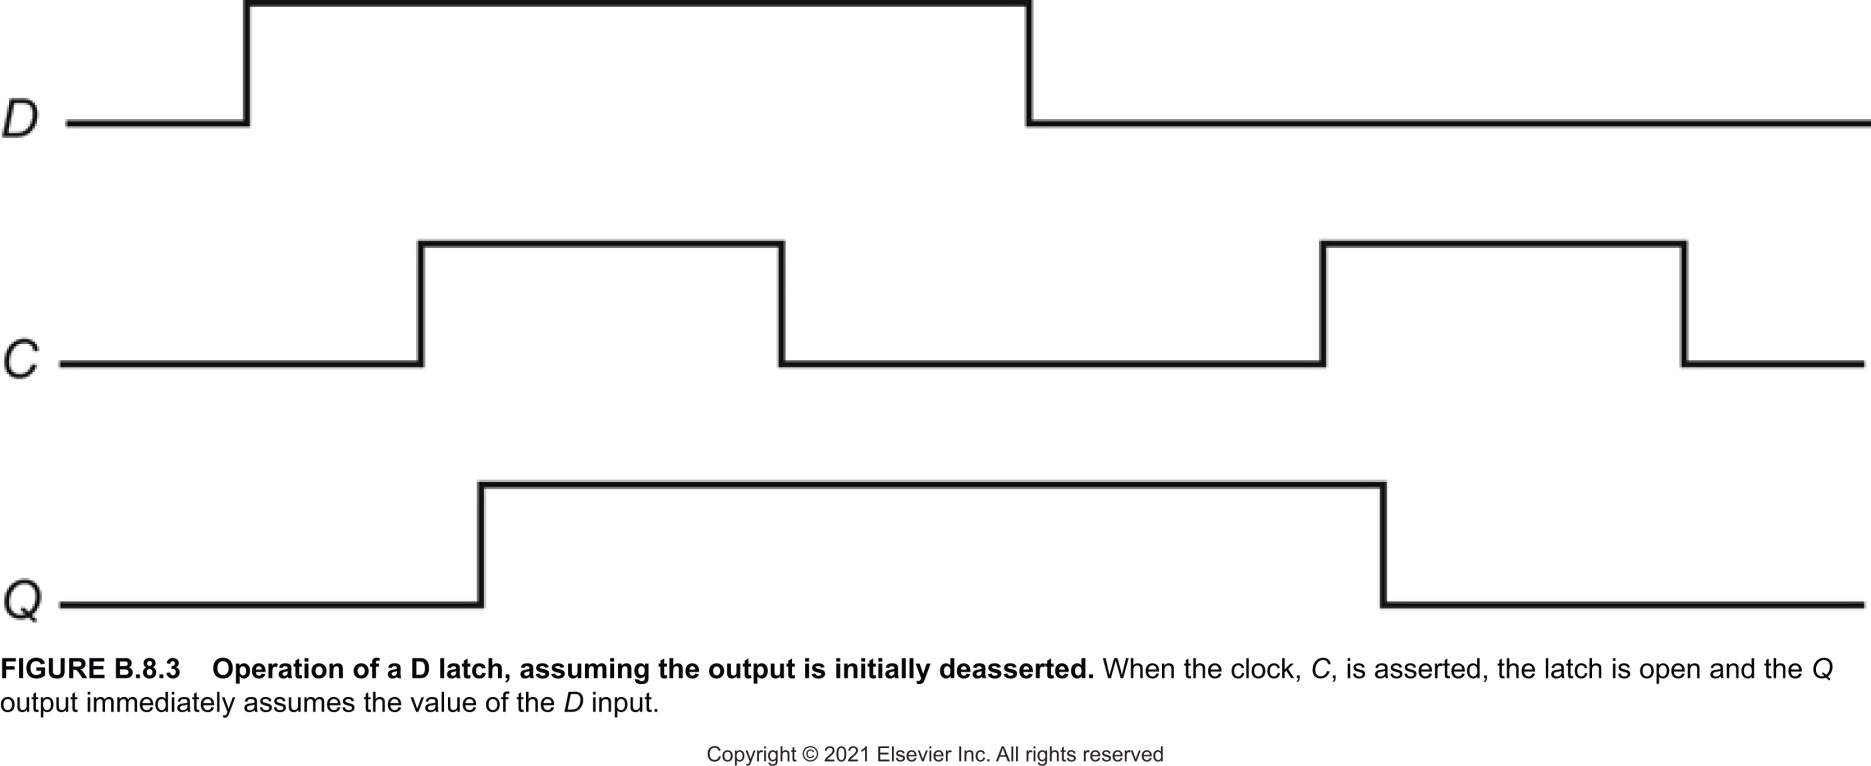 D
C
Q
FIGURE B.8.3 Operation of a D latch, assuming the output is initially deasserted. When the clock, C, is asserted, the latch is open and the Q
output immediately assumes the value of the D input.
Copyright © 2021 Elsevier Inc. All rights reserved